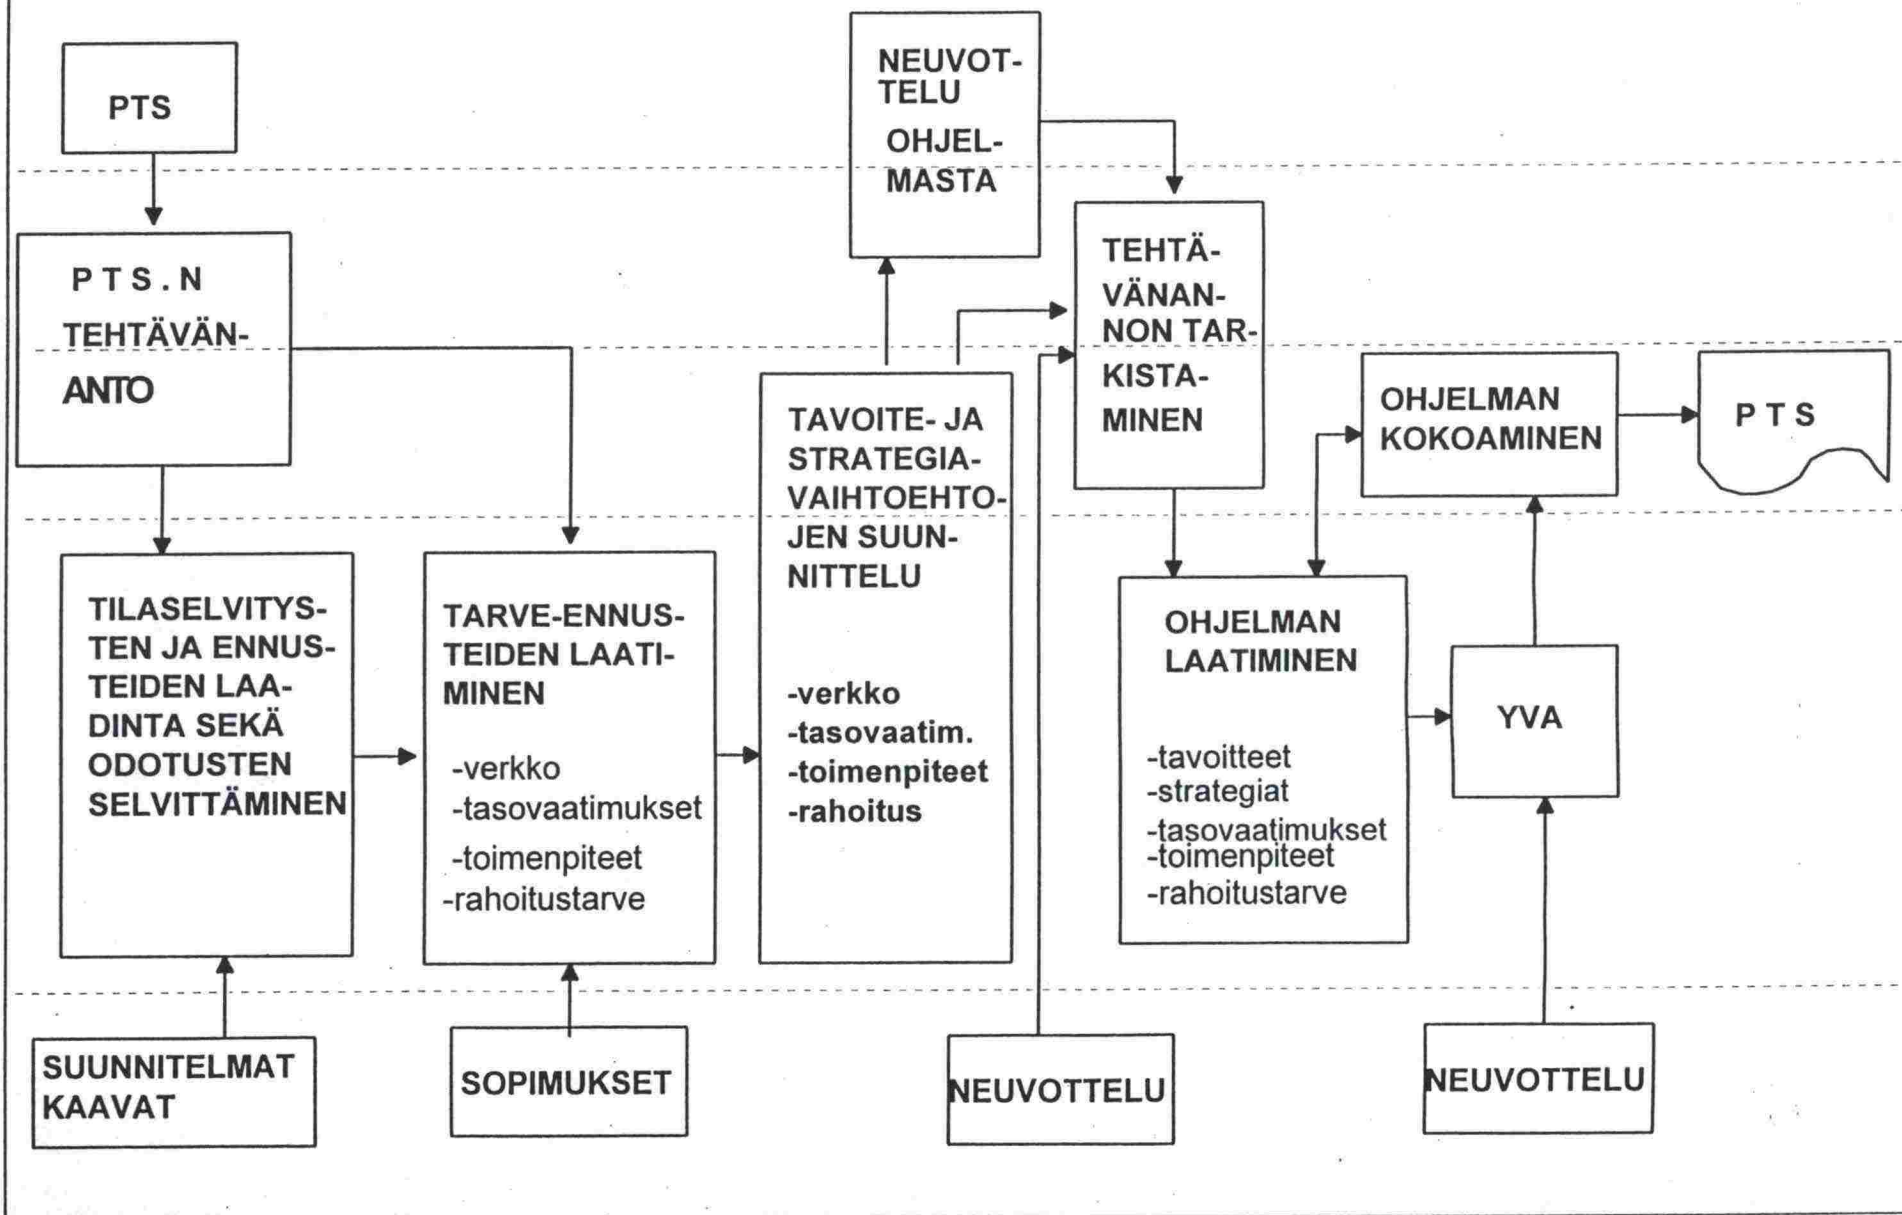 PTS
P T S . N
TEHTÄVÄN-
ANTO
TILASELVITYS-
TEN JA ENNUS-
TEIDEN LAA-
DINTA SEKÄ
ODOTUSTEN
SELVITTÄMINEN
SUUNNITELMAT
KAAVAT
TARVE-ENNUS-
TEIDEN LAATI-
MINEN
-verkko
-tasovaatimukset
-toimenpiteet
-rahoitustarve
SOPIMUKSET
TAVOITE- JA
STRATEGIA-
VAIHTOEHTO-
JEN SUUN-
NITTELU
-verkko
-tasovaatim.
-toimenpiteet
-rahoitus
NEUVOT-
TELU
OHJEL-
MASTA
NEUVOTTELU
TEHTÄ-
VÄNAN-
NON TAR-
KISTA-
MINEN
OHJELMAN
LAATIMINEN
-tavoitteet
-strategiat
-tasovaatimukset
-toimenpiteet
-rahoitustarve
YVA
NEUVOTTELU
OHJELMAN
KOKOAMINEN
P T S